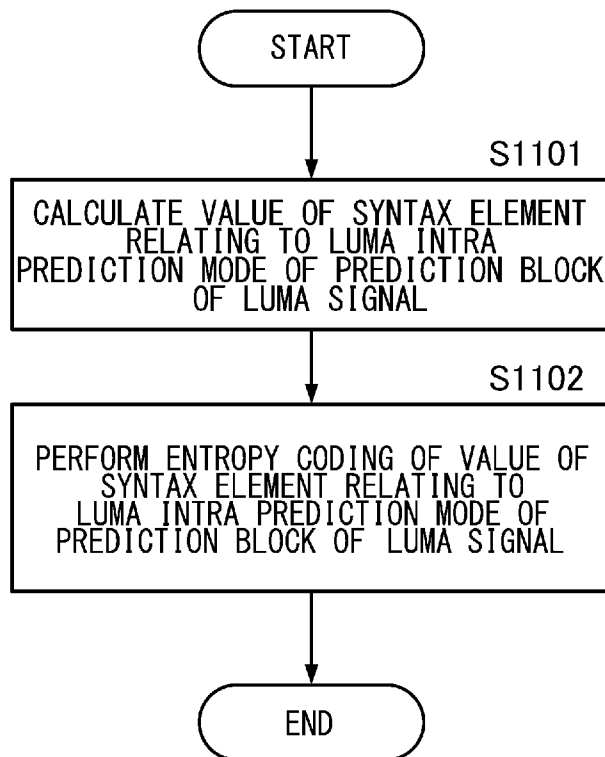 START
S1101
CALCULATE VALUE OF SYNTAX ELEMENT
RELATING TO LUMA INTRA
PREDICTION MODE OF PREDICTION BLOCK
OF LUMA SIGNAL
S1102
PERFORM ENTROPY CODING OF VALUE OF
SYNTAX ELEMENT RELATING TO
LUMA INTRA PREDICTION MODE OF
PREDICTION BLOCK OF LUMA SIGNAL
END